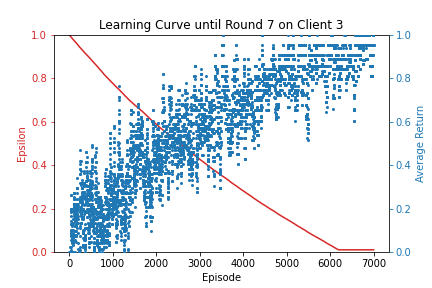 Learning Curve until Round 7 on Client 3
1.0 1.0
0.8 0.8
0.6 0.6
0.4 0.4
0.2 0.2
0.0 0.0
Epsilon
Average Return
0 1000 2000 3000 4000 5000 6000 7000
Episode